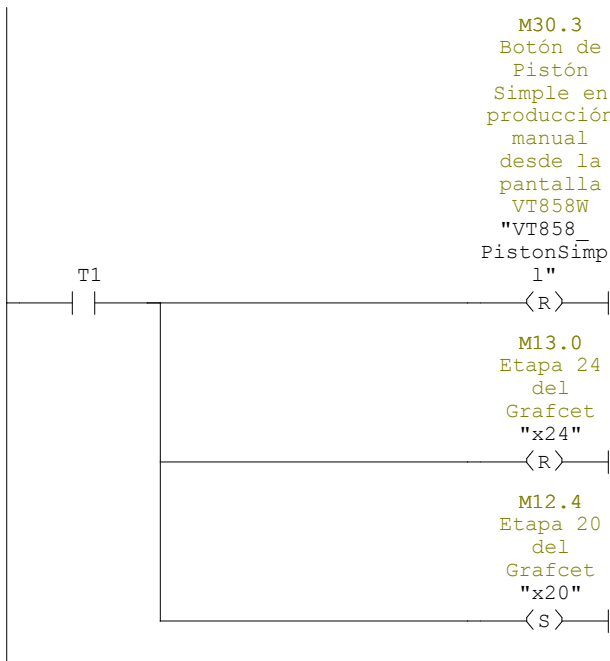 M30.3
Botón de
Pistón
Simple en
producción
manual
desde la
pantalla
VT858W
"VT858_
PistonSimp
l"
T1
(R)
M13.0
Etapa 24
del
Grafcet
"x24"
(R)
M12.4
Etapa 20
del
Grafcet
"x20"
(S)